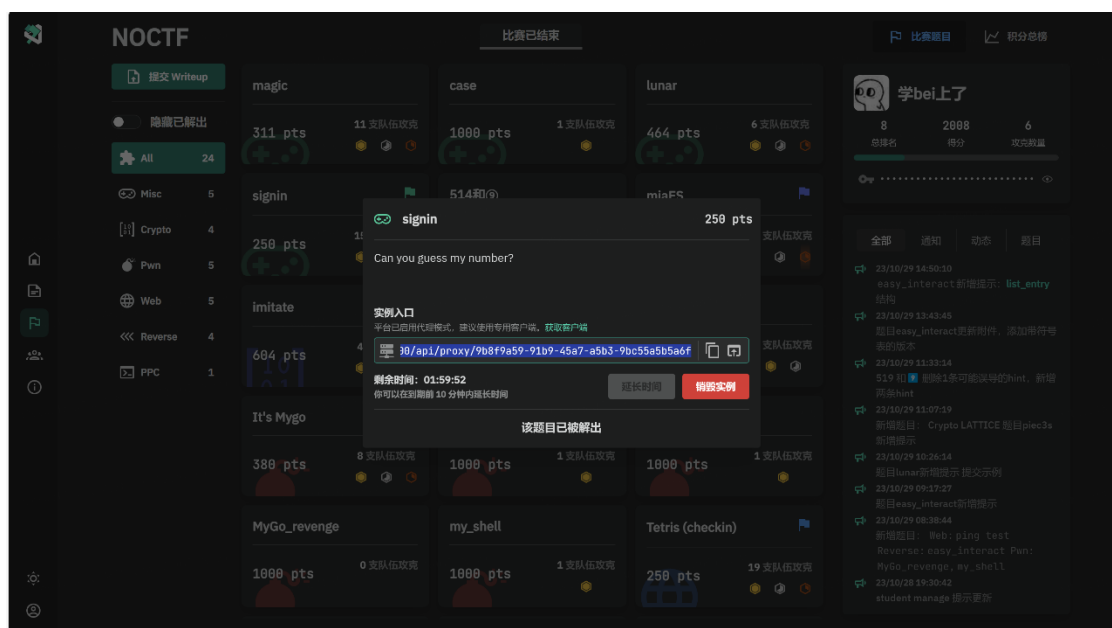 NOCTF
比赛已结束
比赛题目
积分总榜
提交 Writeup
隐藏已解出
All 24
Misc 5
Crypto 4
Pwn 5
Web 5
Reverse 4
PPC 1
magic
311 pts
11 支队伍攻克
case
1000 pts
1 支队伍攻克
lunar
464 pts
6 支队伍攻克
signin
250 pts
514和⑨
miaES
支队伍攻克
imitate
604 pts
支队伍攻克
It's Mygo
380 pts
8 支队伍攻克
1000 pts
1 支队伍攻克
1000 pts
1 支队伍攻克
MyGo_revenge
1000 pts
0 支队伍攻克
my_shell
1000 pts
1 支队伍攻克
Tetris (checkin)
250 pts
19 支队伍攻克
signin
250 pts
Can you guess my number?
实例入口
平台已启用代理模式，建议使用专用客户端。获取客户端
00/api/proxy/9b8f9a59-91b9-45a7-a5b3-9bc55a5b5a6f
剩余时间：01:59:52
你可以在到期前 10 分钟内延长时间
延长时间
销毁实例
该题目已被解出
学bei上了
8 2008 6
总排名 得分 攻克数量
全部 通知 动态 题目
23/10/29 14:50:10
easy_interact新增提示：list_entry
结构
23/10/29 13:43:45
题目easy_interact更新附件，添加带符号
表的版本
23/10/29 11:33:14
519 和 删除1条可能误导的hint，新增
两条hint
23/10/29 11:07:19
新增题目： Crypto LATTICE 题目piec3s
新增提示
23/10/29 10:26:14
题目lunar新增提示 提交示例
23/10/29 09:17:27
题目easy_interact新增提示
23/10/29 08:38:44
新增题目： Web：ping test
Reverse：easy_interact Pwn：
MyGo_revenge，my_shell
23/10/28 19:30:42
student manage 提示更新